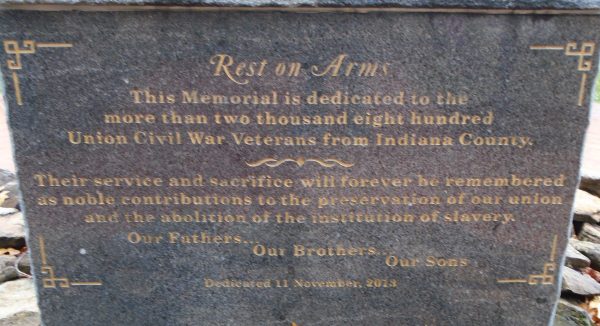 Rest on Arms
This Memorial is dedicated to the
more than two thousand eight hundred
Union Civil War Veterans from Indiana County.
Their service and sacrifice will forever be remembered
as noble contributions to the preservation of our union
and the abolition of the institution of slavery.
Our Fathers...
Our Brothers...
Our Sons
Dedicated 11 November, 2013